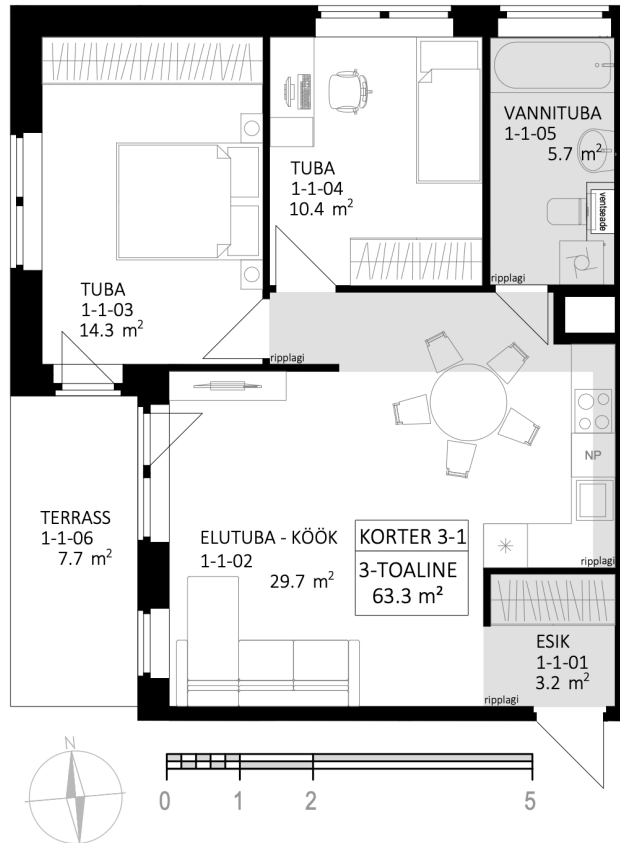 VANNITUBA
1-1-05
5.7 m²
ventseade
ripplagi
TUBA
1-1-04
10.4 m²
TUBA
1-1-03
14.3 m²
ripplagi
NP
TERRASS
1-1-06
7.7 m²
ELUTUBA - KÖÖK
1-1-02
29.7 m²
KORTER 3-1
3-TOALINE
63.3 m²
ripplagi
ESIK
1-1-01
3.2 m²
ripplagi
N
0 1 2 5